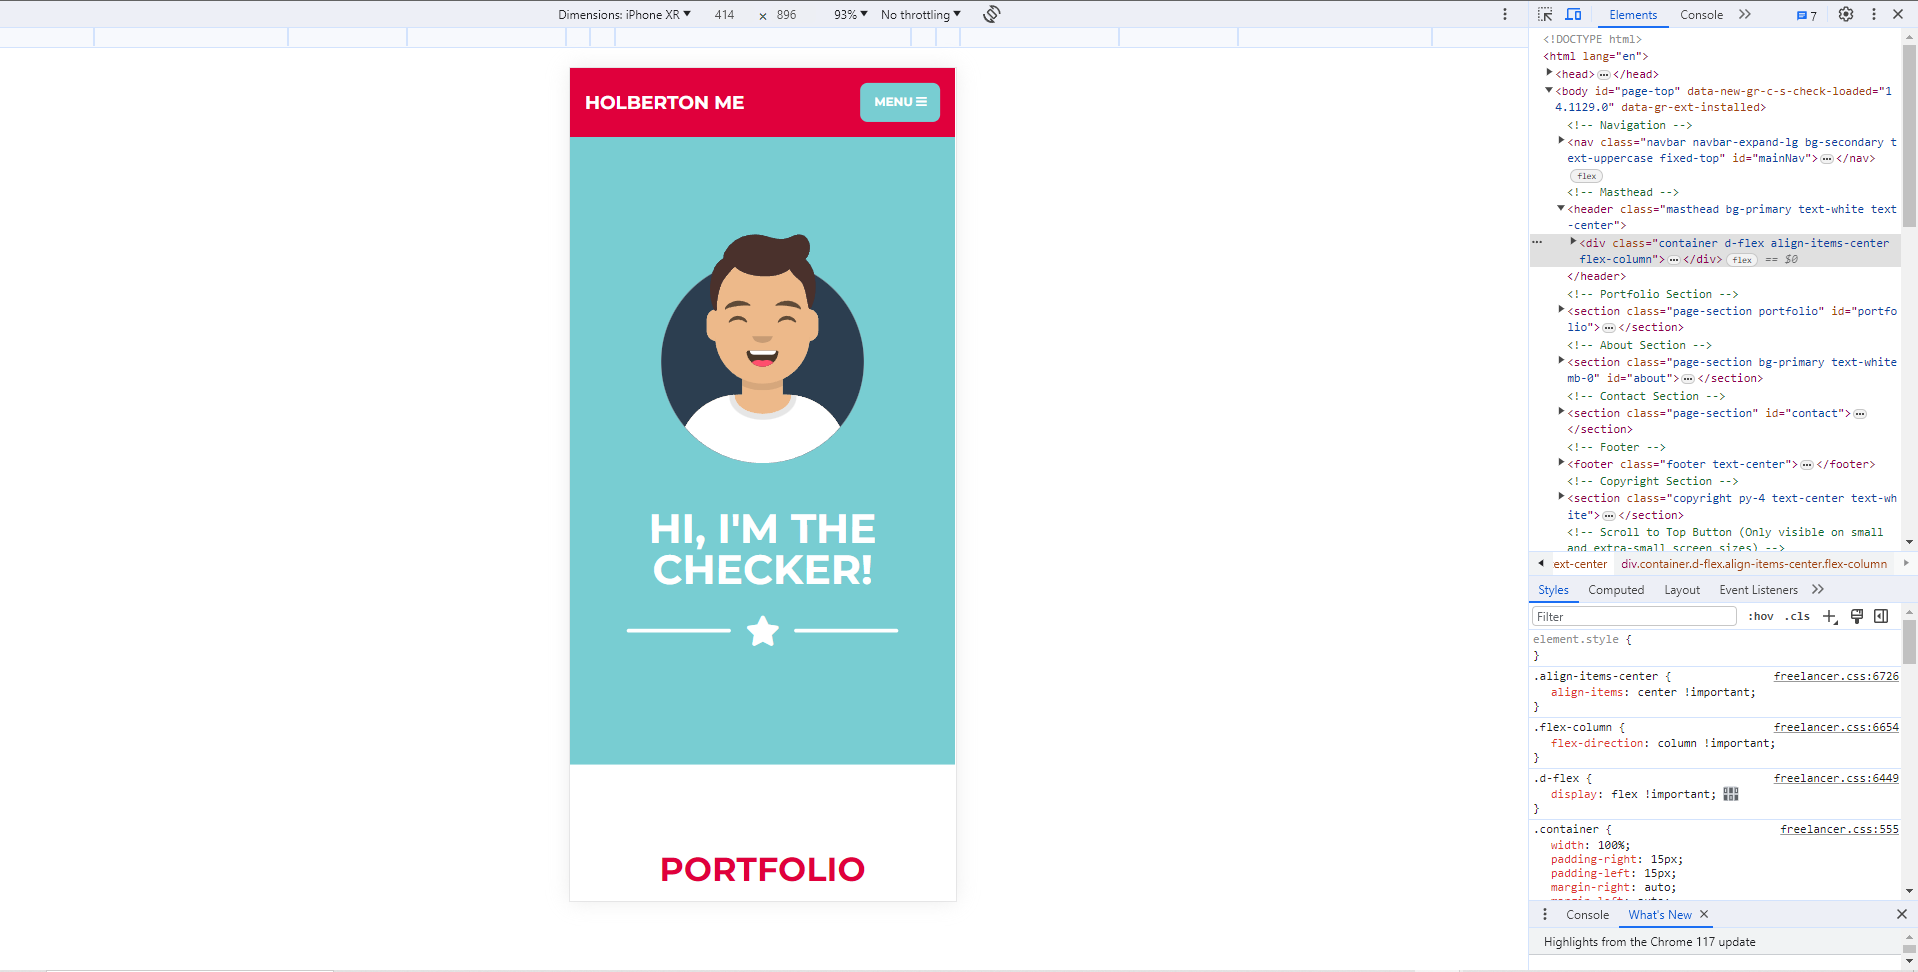 Dimensions: iPhone XR ▼ 414 × 896 93% ▼ No throttling ▼
HOLBERTON ME
MENU
HI, I'M THE
CHECKER!
PORTFOLIO
Elements Console 7
<!DOCTYPE html>
<html lang="en">
<head>…</head>
<body id="page-top" data-new-gr-c-s-check-loaded="1
4.1129.0" data-gr-ext-installed>
<!-- Navigation -->
<nav class="navbar navbar-expand-lg bg-secondary t
ext-uppercase fixed-top" id="mainNav">…</nav>
flex
<!-- Masthead -->
<header class="masthead bg-primary text-white text
-center">
<div class="container d-flex align-items-center
flex-column">…</div> flex == $0
</header>
<!-- Portfolio Section -->
<section class="page-section portfolio" id="portfo
lio">…</section>
<!-- About Section -->
<section class="page-section bg-primary text-white
mb-0" id="about">…</section>
<!-- Contact Section -->
<section class="page-section" id="contact">…
</section>
<!-- Footer -->
<footer class="footer text-center">…</footer>
<!-- Copyright Section -->
<section class="copyright py-4 text-center text-wh
ite">…</section>
<!-- Scroll to Top Button (Only visible on small
and extra-small screen sizes) -->
ext-center div.container.d-flex.align-items-center.flex-column
Styles Computed Layout Event Listeners
Filter :hov .cls
element.style {
}
.align-items-center { freelancer.css:6726
align-items: center !important;
}
.flex-column { freelancer.css:6654
flex-direction: column !important;
}
.d-flex { freelancer.css:6449
display: flex !important;
}
.container { freelancer.css:555
width: 100%;
padding-right: 15px;
padding-left: 15px;
margin-right: auto;
margin-left: auto;
Console What's New
Highlights from the Chrome 117 update